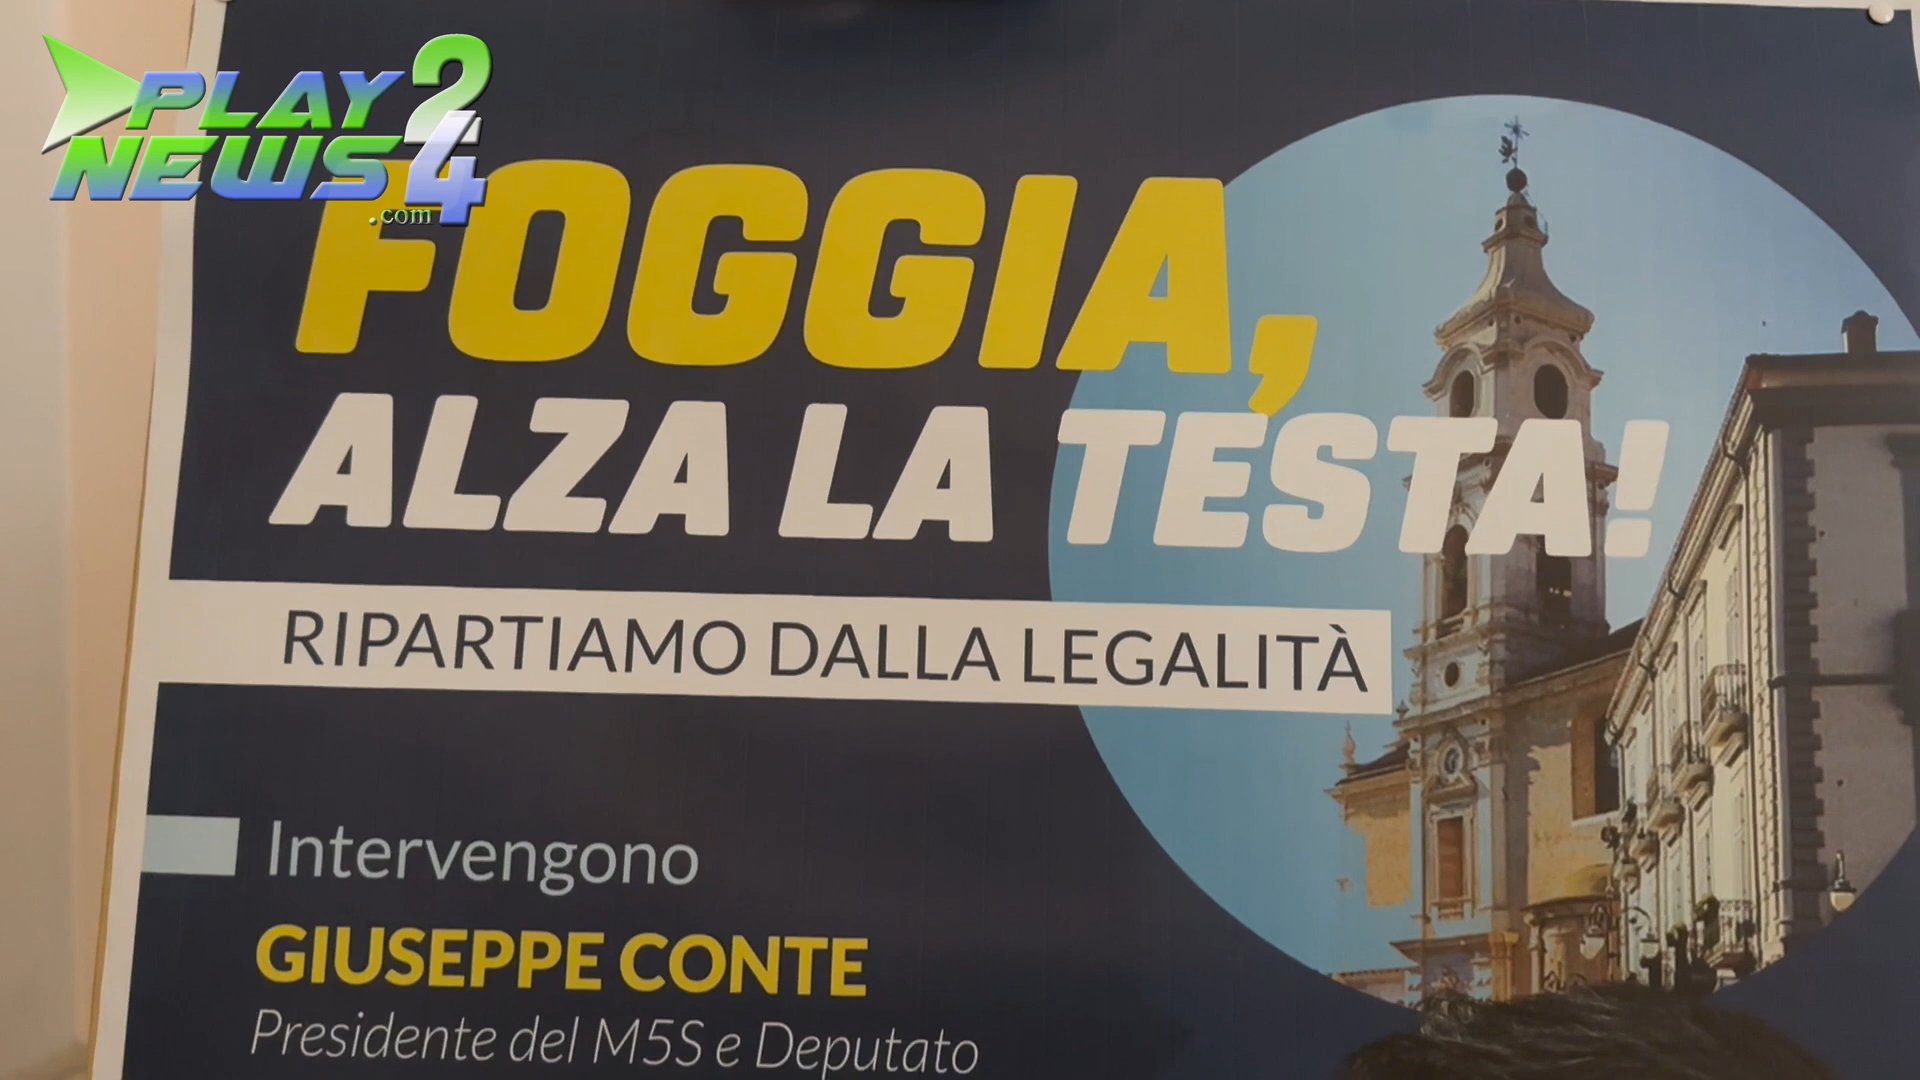 PLAY 24
NEWS
.com
FOGGIA,
ALZA LA TESTA!
RIPARTIAMO DALLA LEGALITÀ
Intervengono
GIUSEPPE CONTE
Presidente del M5S e Deputato